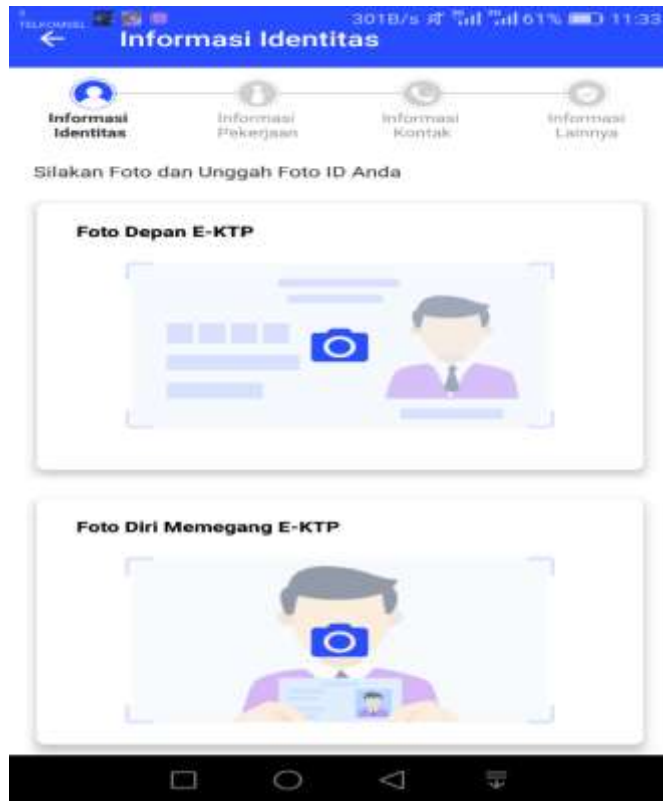 TELKOMSEL 301B/s 61% 11:33
Informasi Identitas
Informasi Identitas
Informasi Pekerjaan
Informasi Kontak
Informasi Lainnya
Silakan Foto dan Unggah Foto ID Anda
Foto Depan E-KTP
Foto Diri Memegang E-KTP